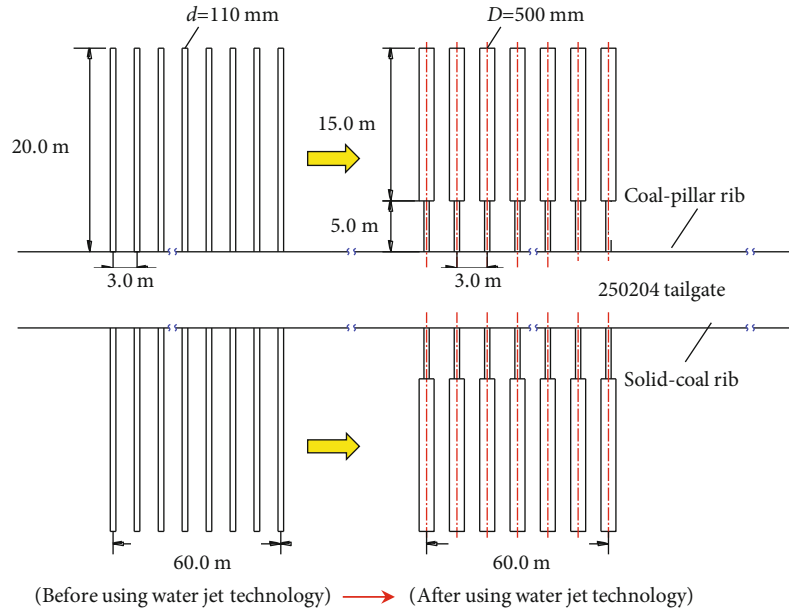 d=110 mm
D=500 mm
20.0 m
15.0 m
5.0 m
Coal-pillar rib
3.0 m
3.0 m
250204 tailgate
Solid-coal rib
60.0 m
60.0 m
(Before using water jet technology)
(After using water jet technology)